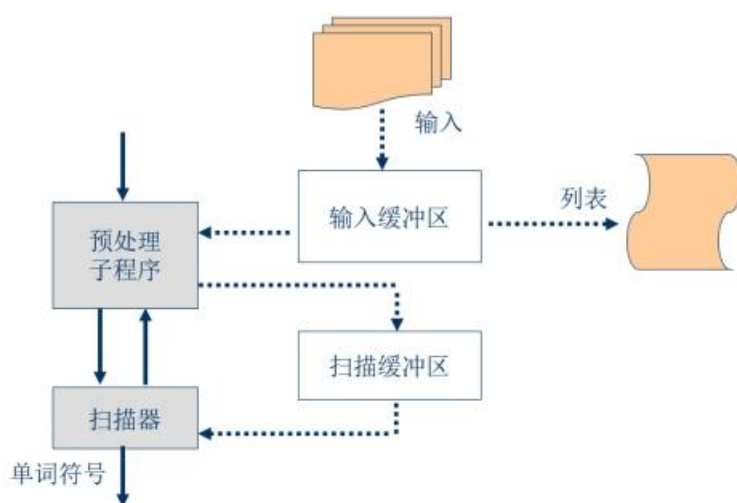 输入
输入缓冲区
列表
预处理
子程序
扫描缓冲区
扫描器
单词符号